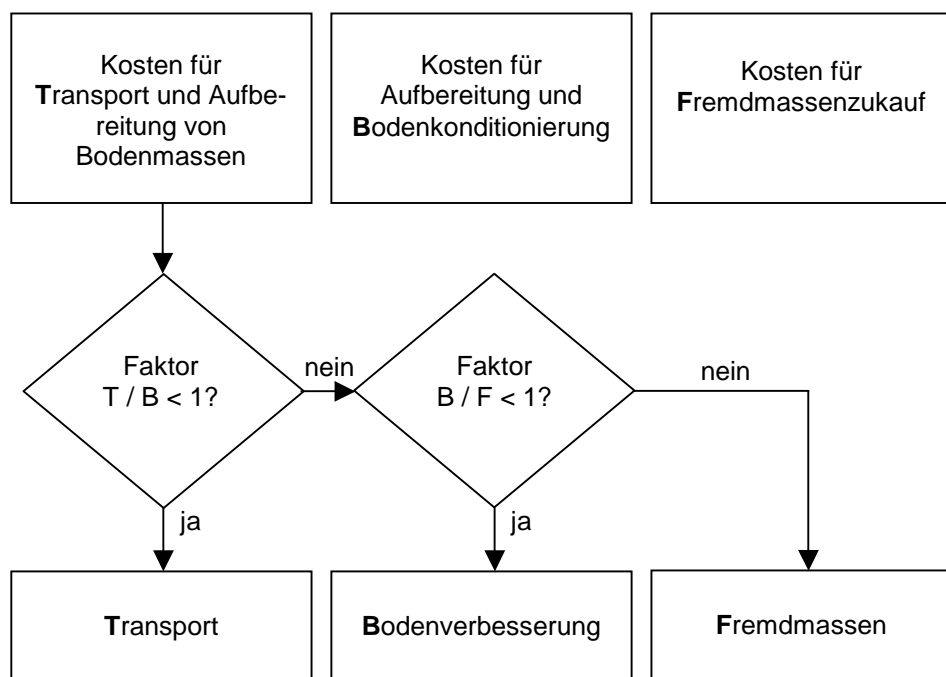 Kosten für
Transport und Aufbe-
reitung von
Bodenmassen
Kosten für
Aufbereitung und
Bodenkonditionierung
Kosten für
Fremdmassenzukauf
Faktor
T / B < 1?
nein
Faktor
B / F < 1?
nein
ja
ja
Transport
Bodenverbesserung
Fremdmassen